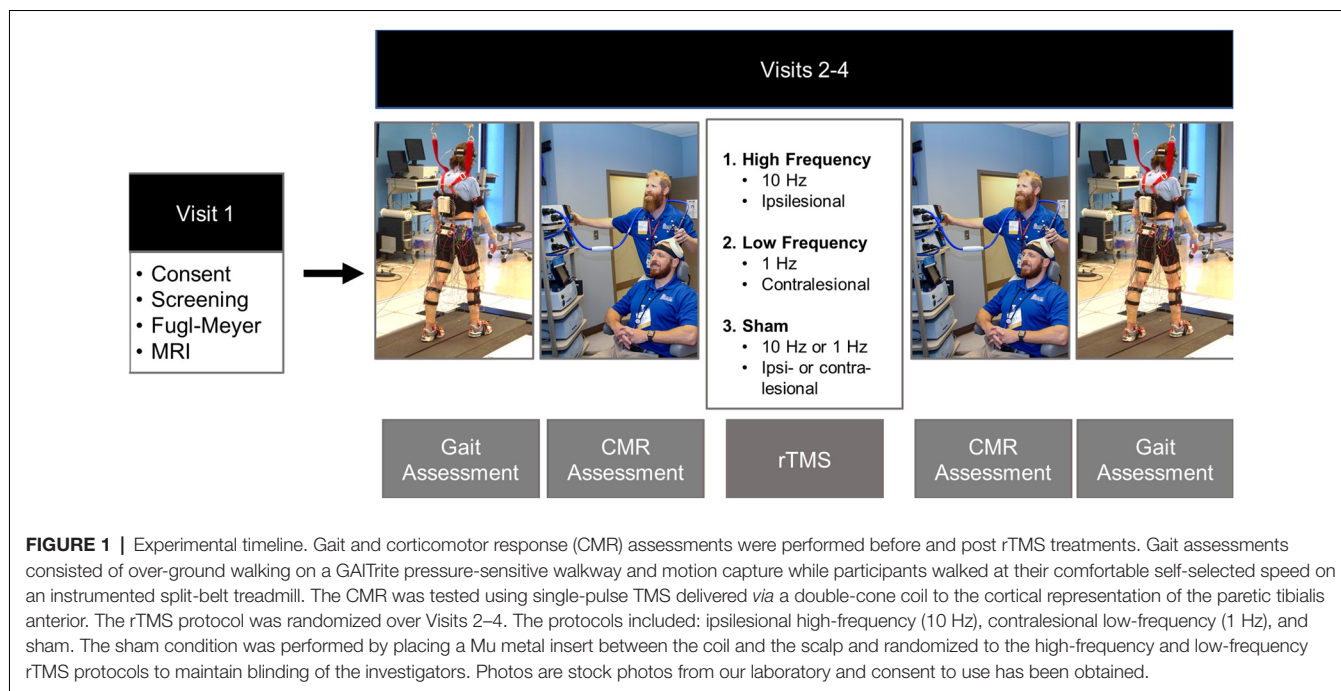 Visits 2-4
Visit 1
• Consent
• Screening
• Fugl-Meyer
• MRI
1. High Frequency
• 10 Hz
• Ipsilesional
2. Low Frequency
• 1 Hz
• Contralesional
3. Sham
• 10 Hz or 1 Hz
• Ipsi- or contra-
lesional
Gait
Assessment
CMR
Assessment
rTMS
CMR
Assessment
Gait
Assessment
FIGURE 1 | Experimental timeline. Gait and corticomotor response (CMR) assessments were performed before and post rTMS treatments. Gait assessments
consisted of over-ground walking on a GAITrite pressure-sensitive walkway and motion capture while participants walked at their comfortable self-selected speed on
an instrumented split-belt treadmill. The CMR was tested using single-pulse TMS delivered via a double-cone coil to the cortical representation of the paretic tibialis
anterior. The rTMS protocol was randomized over Visits 2–4. The protocols included: ipsilesional high-frequency (10 Hz), contralesional low-frequency (1 Hz), and
sham. The sham condition was performed by placing a Mu metal insert between the coil and the scalp and randomized to the high-frequency and low-frequency
rTMS protocols to maintain blinding of the investigators. Photos are stock photos from our laboratory and consent to use has been obtained.